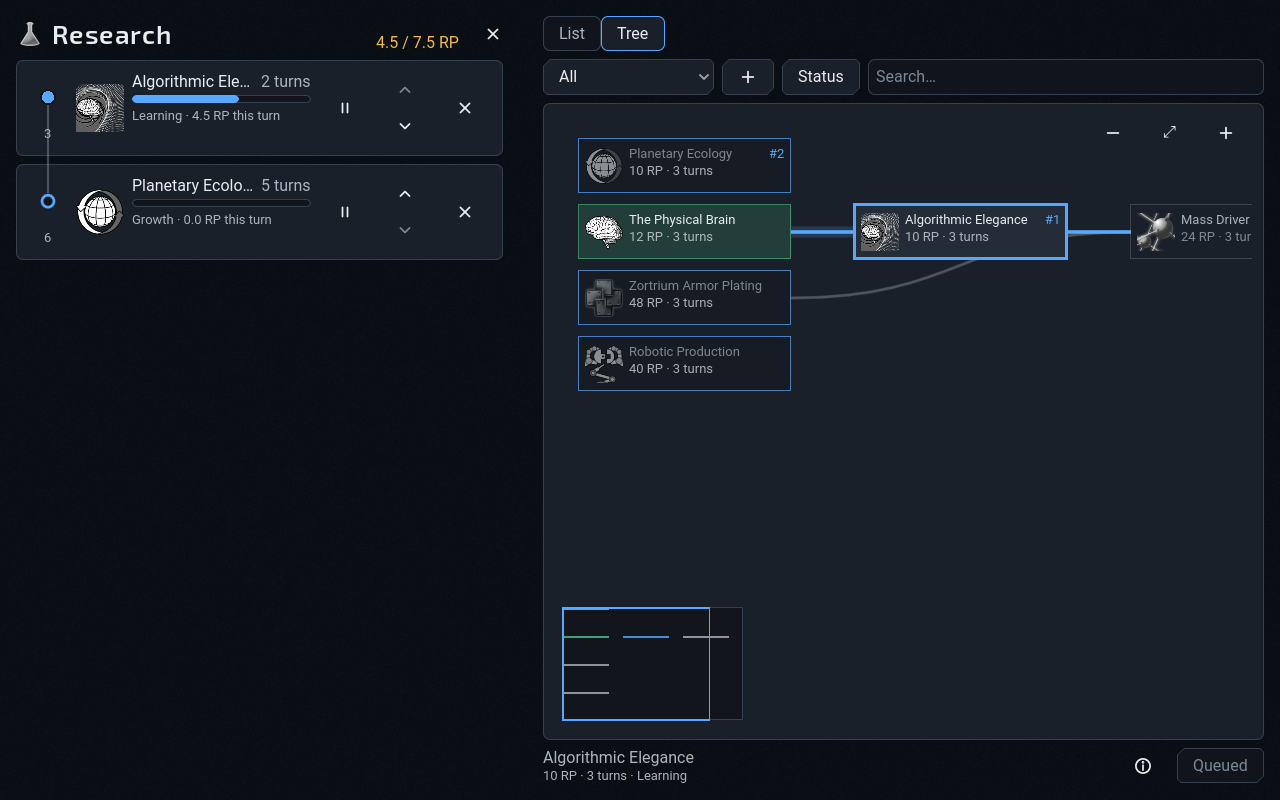 Research
4.5 / 7.5 RP
Algorithmic Ele… 2 turns
Learning · 4.5 RP this turn
3
Planetary Ecolo… 5 turns
Growth · 0.0 RP this turn
6
List Tree
All
Status
Search…
Planetary Ecology #2
10 RP · 3 turns
The Physical Brain
12 RP · 3 turns
Algorithmic Elegance #1
10 RP · 3 turns
Mass Driver
24 RP · 3 tur
Zortrium Armor Plating
48 RP · 3 turns
Robotic Production
40 RP · 3 turns
Algorithmic Elegance
10 RP · 3 turns · Learning
Queued